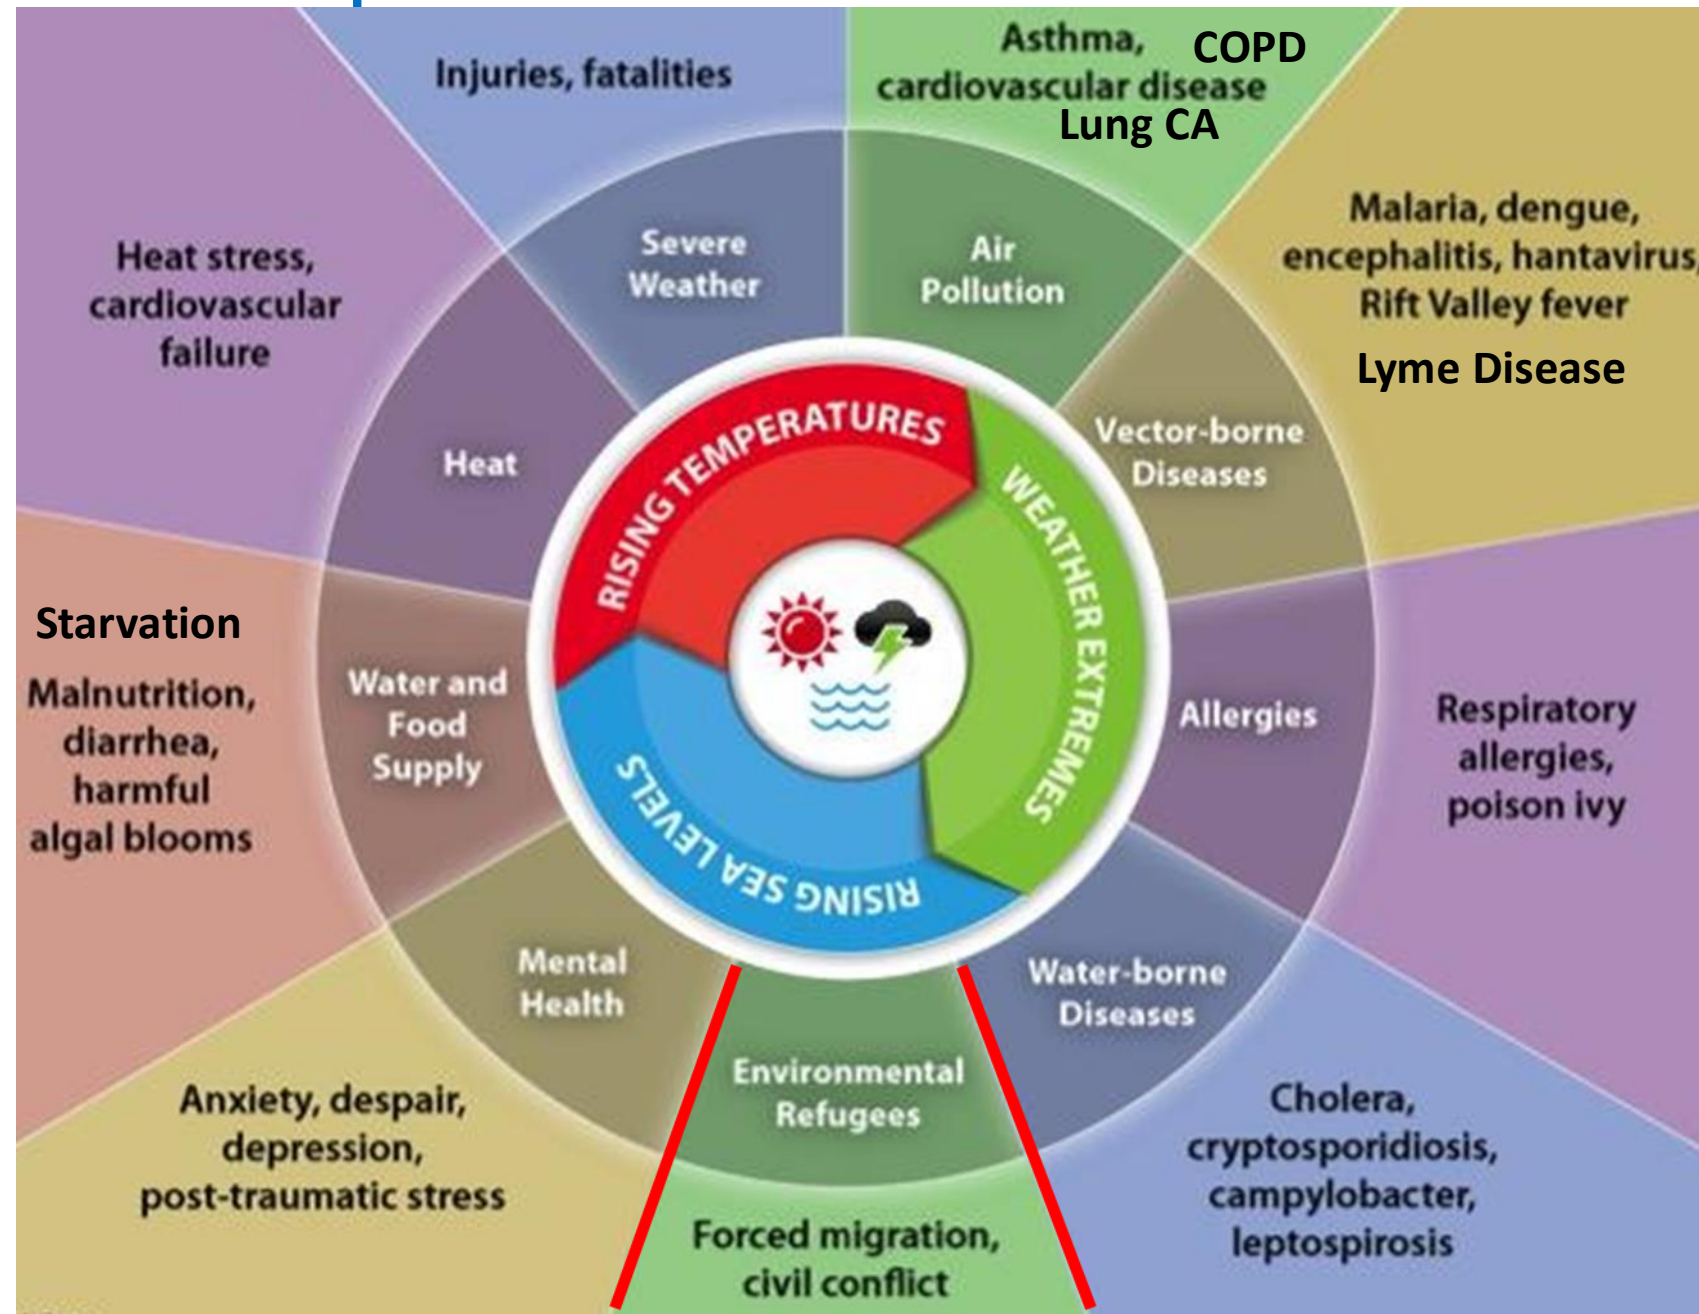 Injuries, fatalities
Asthma,
COPD
cardiovascular disease
Lung CA
Severe
Weather
Air
Pollution
Malaria, dengue,
encephalitis, hantavirus,
Rift Valley fever
Lyme Disease
Heat stress,
cardiovascular
failure
Heat
Vector-borne
Diseases
RISING TEMPERATURES
WEATHER EXTREMES
RISING SEA LEVELS
Starvation
Malnutrition,
diarrhea,
harmful
algal blooms
Water and
Food
Supply
Allergies
Respiratory
allergies,
poison ivy
Mental
Health
Water-borne
Diseases
Environmental
Refugees
Anxiety, despair,
depression,
post-traumatic stress
Forced migration,
civil conflict
Cholera,
cryptosporidiosis,
campylobacter,
leptospirosis